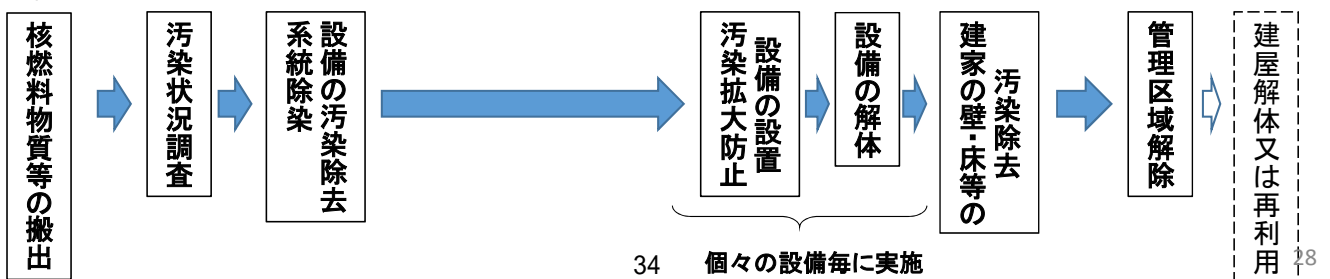 核燃料物質等の搬出
汚染状況調査
設備の汚染除去
系統除染
設備の設置
汚染拡大防止
設備の解体
汚染除去
建家の壁・床等の
管理区域解除
建屋解体又は再利用
34
個々の設備毎に実施
28